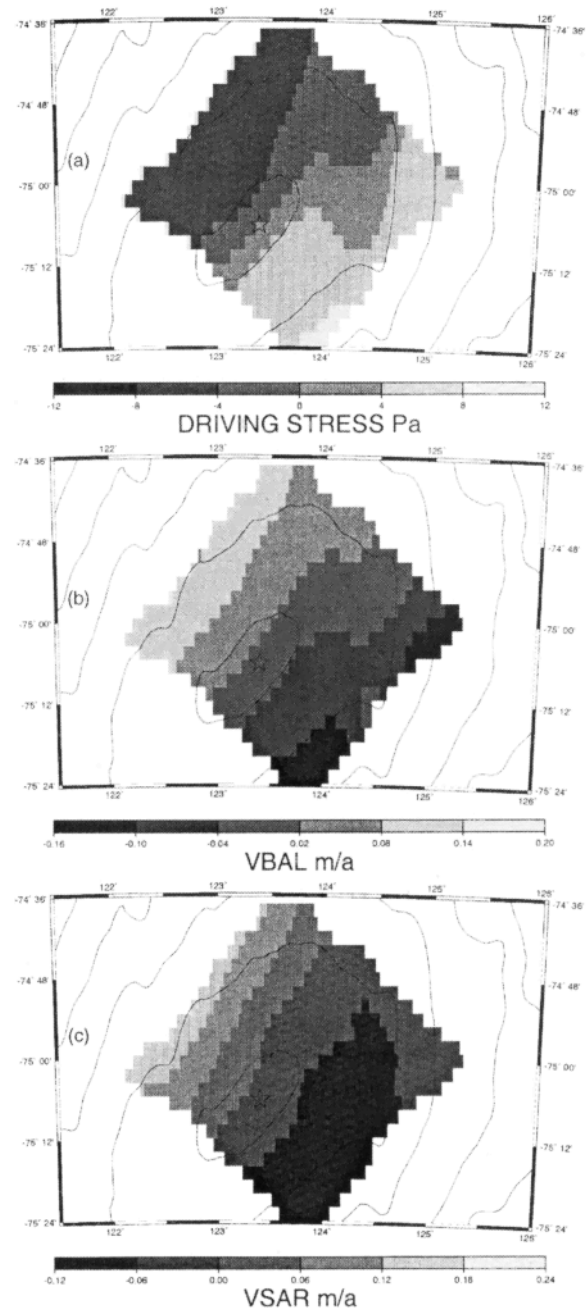 122° 123° 124° 125° 126°
-74° 36' -74° 36'
-74° 48' -74° 48'
(a)
-75° 00' -75° 00'
-75° 12' -75° 12'
-75° 24' -75° 24'
122° 123° 124° 125° 126°
-12 -8 -4 0 4 8 12
DRIVING STRESS Pa
122° 123° 124° 125° 126°
-74° 36' -74° 36'
-74° 48' -74° 48'
(b)
-75° 00' -75° 00'
-75° 12' -75° 12'
-75° 24' -75° 24'
122° 123° 124° 125° 126°
-0.16 -0.10 -0.04 0.02 0.08 0.14 0.20
VBAL m/a
122° 123° 124° 125° 126°
-74° 36' -74° 36'
-74° 48' -74° 48'
(c)
-75° 00' -75° 00'
-75° 12' -75° 12'
-75° 24' -75° 24'
122° 123° 124° 125° 126°
-0.12 -0.06 0.00 0.06 0.12 0.18 0.24
VSAR m/a